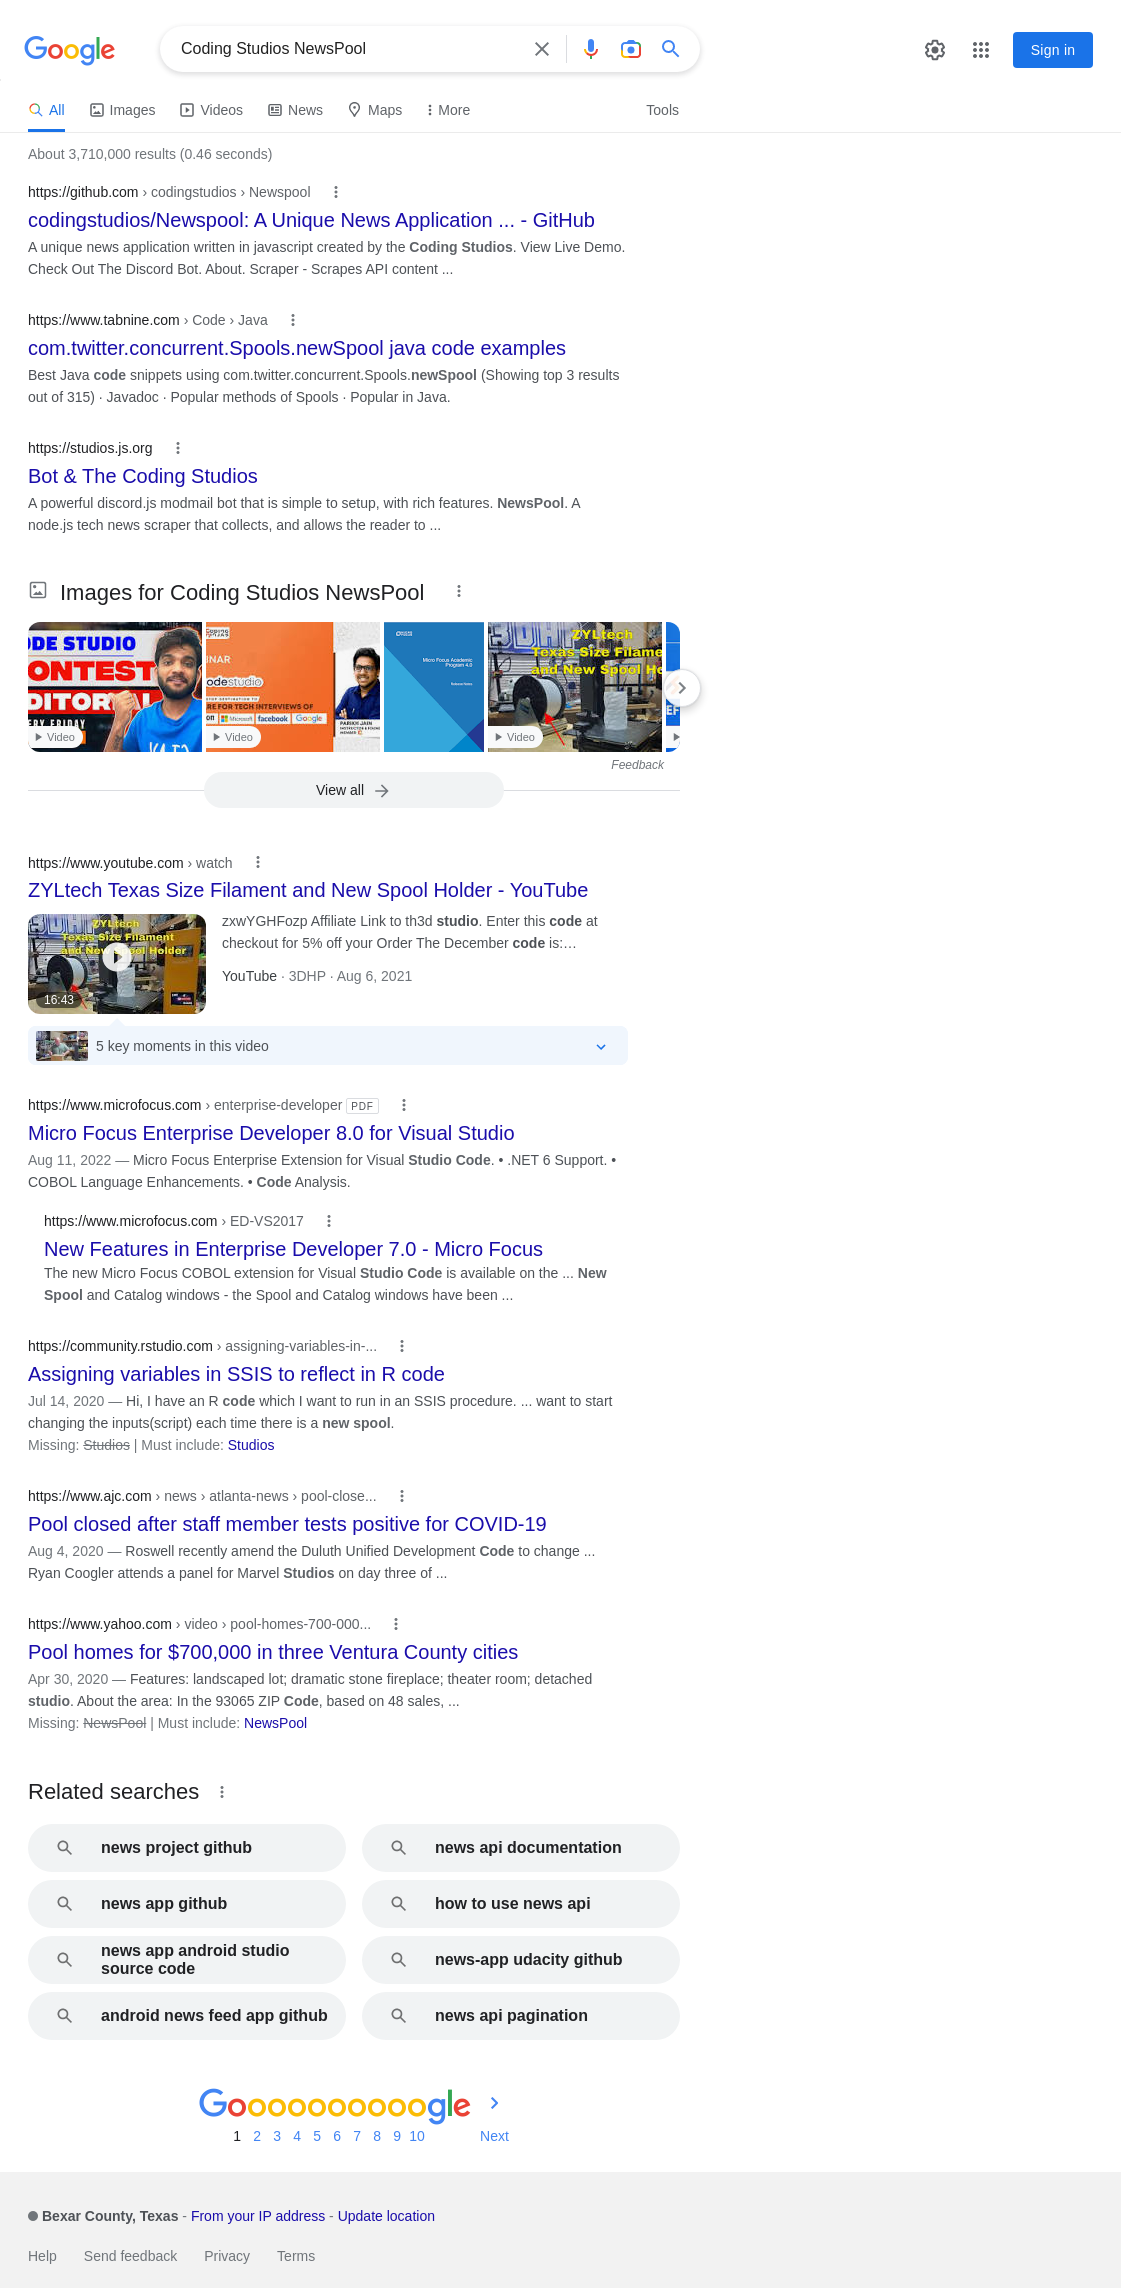 Google
Coding Studios NewsPool
Sign in
All
Images
Videos
News
Maps
More
Tools
About 3,710,000 results (0.46 seconds)
https://github.com › codingstudios › Newspool
codingstudios/Newspool: A Unique News Application ... - GitHub
A unique news application written in javascript created by the Coding Studios. View Live Demo.
Check Out The Discord Bot. About. Scraper - Scrapes API content ...
https://www.tabnine.com › Code › Java
com.twitter.concurrent.Spools.newSpool java code examples
Best Java code snippets using com.twitter.concurrent.Spools.newSpool (Showing top 3 results
out of 315) · Javadoc · Popular methods of Spools · Popular in Java.
https://studios.js.org
Bot & The Coding Studios
A powerful discord.js modmail bot that is simple to setup, with rich features. NewsPool. A
node.js tech news scraper that collects, and allows the reader to ...
Images for Coding Studios NewsPool
Video
Video
Micro Focus Academic
Program 4.0
Release Notes
ZYLtech
Texas Size
and New Spool
Video
Feedback
View all
https://www.youtube.com › watch
ZYLtech Texas Size Filament and New Spool Holder - YouTube
ZYLtech
Texas Size Filament
and New Spool Holder
16:43
zxwYGHFozp Affiliate Link to th3d studio. Enter this code at
checkout for 5% off your Order The December code is:…
YouTube · 3DHP · Aug 6, 2021
5 key moments in this video
https://www.microfocus.com › enterprise-developer PDF
Micro Focus Enterprise Developer 8.0 for Visual Studio
Aug 11, 2022 — Micro Focus Enterprise Extension for Visual Studio Code. • .NET 6 Support. •
COBOL Language Enhancements. • Code Analysis.
https://www.microfocus.com › ED-VS2017
New Features in Enterprise Developer 7.0 - Micro Focus
The new Micro Focus COBOL extension for Visual Studio Code is available on the ... New
Spool and Catalog windows - the Spool and Catalog windows have been ...
https://community.rstudio.com › assigning-variables-in-...
Assigning variables in SSIS to reflect in R code
Jul 14, 2020 — Hi, I have an R code which I want to run in an SSIS procedure. ... want to start
changing the inputs(script) each time there is a new spool.
Missing: Studios | Must include: Studios
https://www.ajc.com › news › atlanta-news › pool-close...
Pool closed after staff member tests positive for COVID-19
Aug 4, 2020 — Roswell recently amend the Duluth Unified Development Code to change ...
Ryan Coogler attends a panel for Marvel Studios on day three of ...
https://www.yahoo.com › video › pool-homes-700-000...
Pool homes for $700,000 in three Ventura County cities
Apr 30, 2020 — Features: landscaped lot; dramatic stone fireplace; theater room; detached
studio. About the area: In the 93065 ZIP Code, based on 48 sales, ...
Missing: NewsPool | Must include: NewsPool
Related searches
news project github
news api documentation
news app github
how to use news api
news app android studio
source code
news-app udacity github
android news feed app github
news api pagination
Goooooooooogle
1 2 3 4 5 6 7 8 9 10 Next
Bexar County, Texas - From your IP address - Update location
Help Send feedback Privacy Terms